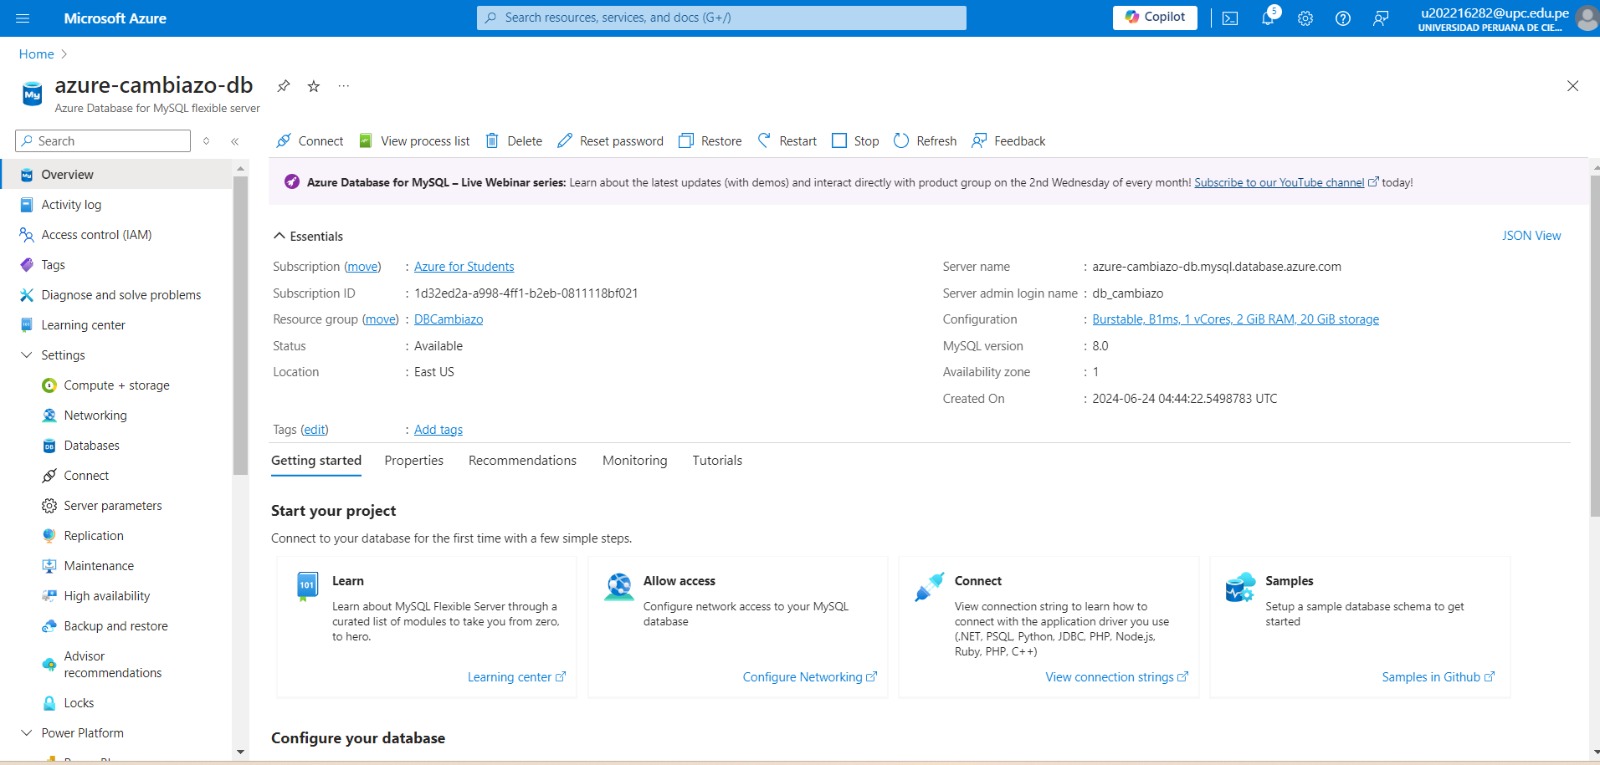 Microsoft Azure
Search resources, services, and docs (G+/)
Copilot
5
u202216282@upc.edu.pe
UNIVERSIDAD PERUANA DE CIE...
Home
azure-cambiazo-db
Azure Database for MySQL flexible server
Search
Connect View process list Delete Reset password Restore Restart Stop Refresh Feedback
Azure Database for MySQL – Live Webinar series: Learn about the latest updates (with demos) and interact directly with product group on the 2nd Wednesday of every month! Subscribe to our YouTube channel today!
Overview
Activity log
Access control (IAM)
Tags
Diagnose and solve problems
Learning center
Settings
Compute + storage
Networking
Databases
Connect
Server parameters
Replication
Maintenance
High availability
Backup and restore
Advisor
recommendations
Locks
Power Platform
Essentials
JSON View
Subscription (move) : Azure for Students
Subscription ID : 1d32ed2a-a998-4ff1-b2eb-0811118bf021
Resource group (move) : DBCambiazo
Status : Available
Location : East US
Server name : azure-cambiazo-db.mysql.database.azure.com
Server admin login name : db_cambiazo
Configuration : Burstable, B1ms, 1 vCores, 2 GiB RAM, 20 GiB storage
MySQL version : 8.0
Availability zone : 1
Created On : 2024-06-24 04:44:22.5498783 UTC
Tags (edit) : Add tags
Getting started Properties Recommendations Monitoring Tutorials
Start your project
Connect to your database for the first time with a few simple steps.
101
Learn
Learn about MySQL Flexible Server through a
curated list of modules to take you from zero,
to hero.
Learning center
Allow access
Configure network access to your MySQL
database
Configure Networking
Connect
View connection string to learn how to
connect with the application driver you use
(.NET, PSQL, Python, JDBC, PHP, Node.js,
Ruby, PHP, C++)
View connection strings
Samples
Setup a sample database schema to get
started
Samples in Github
Configure your database